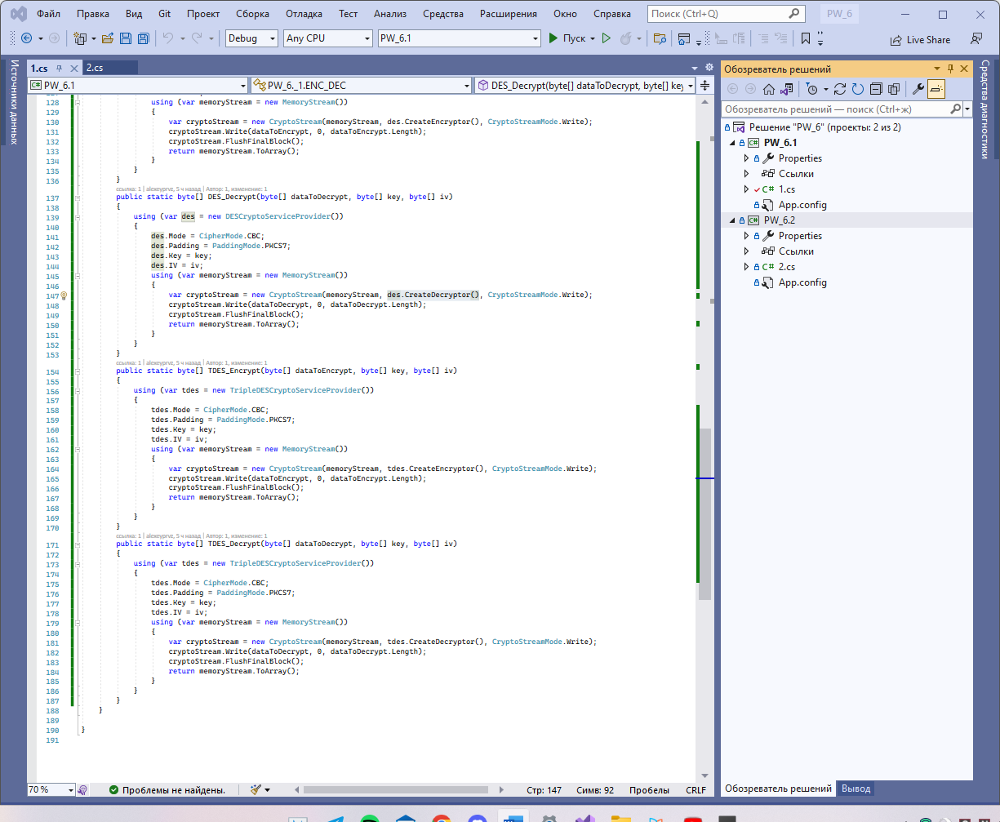 Файл Правка Вид Git Проект Сборка Отладка Тест Анализ Средства Расширения Окно Справка Поиск (Ctrl+Q) PW_6
Debug Any CPU PW_6.1 Пуск Live Share
Источники данных
1.cs 2.cs
PW_6.1 PW_6._1.ENC_DEC DES_Decrypt(byte[] dataToDecrypt, byte[] key
128 using (var memoryStream = new MemoryStream())
129 {
130 var cryptoStream = new CryptoStream(memoryStream, des.CreateEncryptor(), CryptoStreamMode.Write);
131 cryptoStream.Write(dataToEncrypt, 0, dataToEncrypt.Length);
132 cryptoStream.FlushFinalBlock();
133 return memoryStream.ToArray();
134 }
135 }
136 }
ссылка: 1 | alexeyprvz, 5 ч назад | Автор: 1, изменение: 1
137 public static byte[] DES_Decrypt(byte[] dataToDecrypt, byte[] key, byte[] iv)
138 {
139 using (var des = new DESCryptoServiceProvider())
140 {
141 des.Mode = CipherMode.CBC;
142 des.Padding = PaddingMode.PKCS7;
143 des.Key = key;
144 des.IV = iv;
145 using (var memoryStream = new MemoryStream())
146 {
147 var cryptoStream = new CryptoStream(memoryStream, des.CreateDecryptor(), CryptoStreamMode.Write);
148 cryptoStream.Write(dataToDecrypt, 0, dataToDecrypt.Length);
149 cryptoStream.FlushFinalBlock();
150 return memoryStream.ToArray();
151 }
152 }
153 }
ссылка: 1 | alexeyprvz, 5 ч назад | Автор: 1, изменение: 1
154 public static byte[] TDES_Encrypt(byte[] dataToEncrypt, byte[] key, byte[] iv)
155 {
156 using (var tdes = new TripleDESCryptoServiceProvider())
157 {
158 tdes.Mode = CipherMode.CBC;
159 tdes.Padding = PaddingMode.PKCS7;
160 tdes.Key = key;
161 tdes.IV = iv;
162 using (var memoryStream = new MemoryStream())
163 {
164 var cryptoStream = new CryptoStream(memoryStream, tdes.CreateEncryptor(), CryptoStreamMode.Write);
165 cryptoStream.Write(dataToEncrypt, 0, dataToEncrypt.Length);
166 cryptoStream.FlushFinalBlock();
167 return memoryStream.ToArray();
168 }
169 }
170 }
ссылка: 1 | alexeyprvz, 5 ч назад | Автор: 1, изменение: 1
171 public static byte[] TDES_Decrypt(byte[] dataToDecrypt, byte[] key, byte[] iv)
172 {
173 using (var tdes = new TripleDESCryptoServiceProvider())
174 {
175 tdes.Mode = CipherMode.CBC;
176 tdes.Padding = PaddingMode.PKCS7;
177 tdes.Key = key;
178 tdes.IV = iv;
179 using (var memoryStream = new MemoryStream())
180 {
181 var cryptoStream = new CryptoStream(memoryStream, tdes.CreateDecryptor(), CryptoStreamMode.Write);
182 cryptoStream.Write(dataToDecrypt, 0, dataToDecrypt.Length);
183 cryptoStream.FlushFinalBlock();
184 return memoryStream.ToArray();
185 }
186 }
187 }
188 }
189
190 }
191
70 % Проблемы не найдены. Стр: 147 Симв: 92 Пробелы CRLF
Обозреватель решений
Обозреватель решений — поиск (Ctrl+ж)
Решение "PW_6" (проекты: 2 из 2)
C# PW_6.1
Properties
Ссылки
C# 1.cs
App.config
C# PW_6.2
Properties
Ссылки
C# 2.cs
App.config
Обозреватель решений Вывод
Средства диагностики